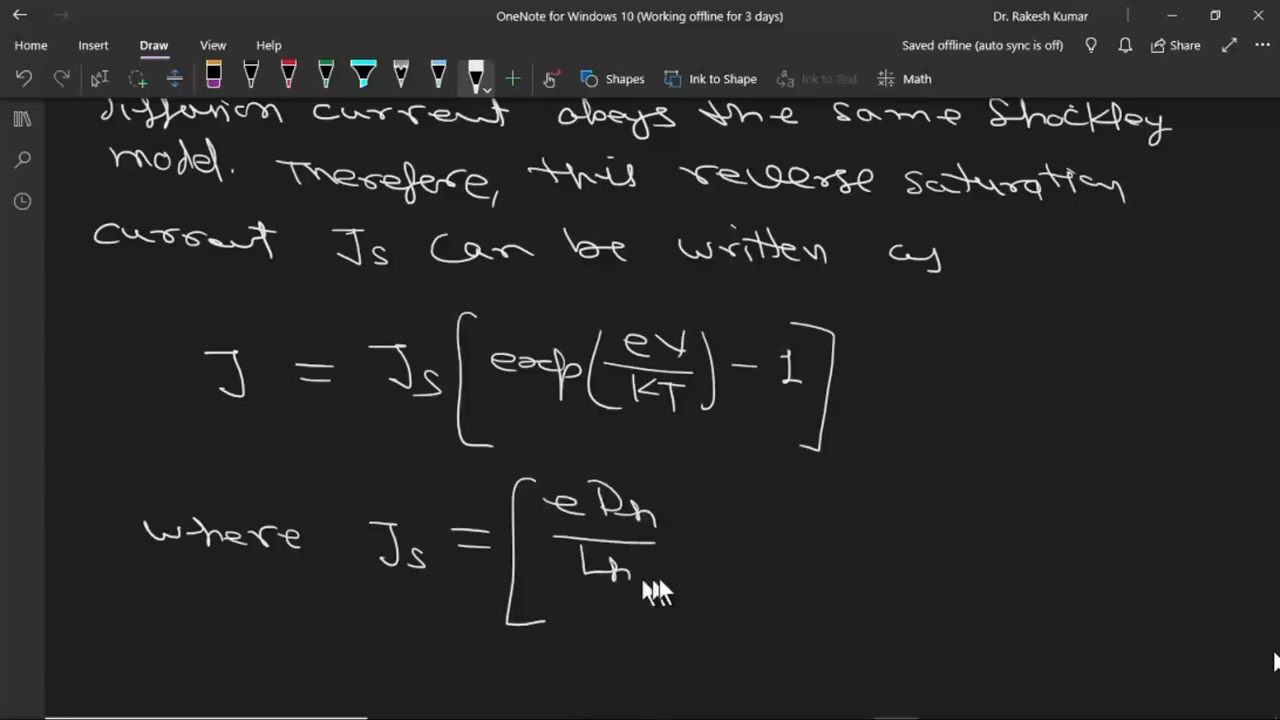 OneNote for Windows 10 (Working offline for 3 days)
Dr. Rakesh Kumar
Home Insert Draw View Help
Saved offline (auto sync is off)
Share
Shapes
Ink to Shape
Ink to Text
Math
diffusion current obeys the same Shockley
model. Therefore, this reverse saturation
current Js can be written as
J = Js [exp(eV/KT) - 1]
where Js = [eDn/Ln